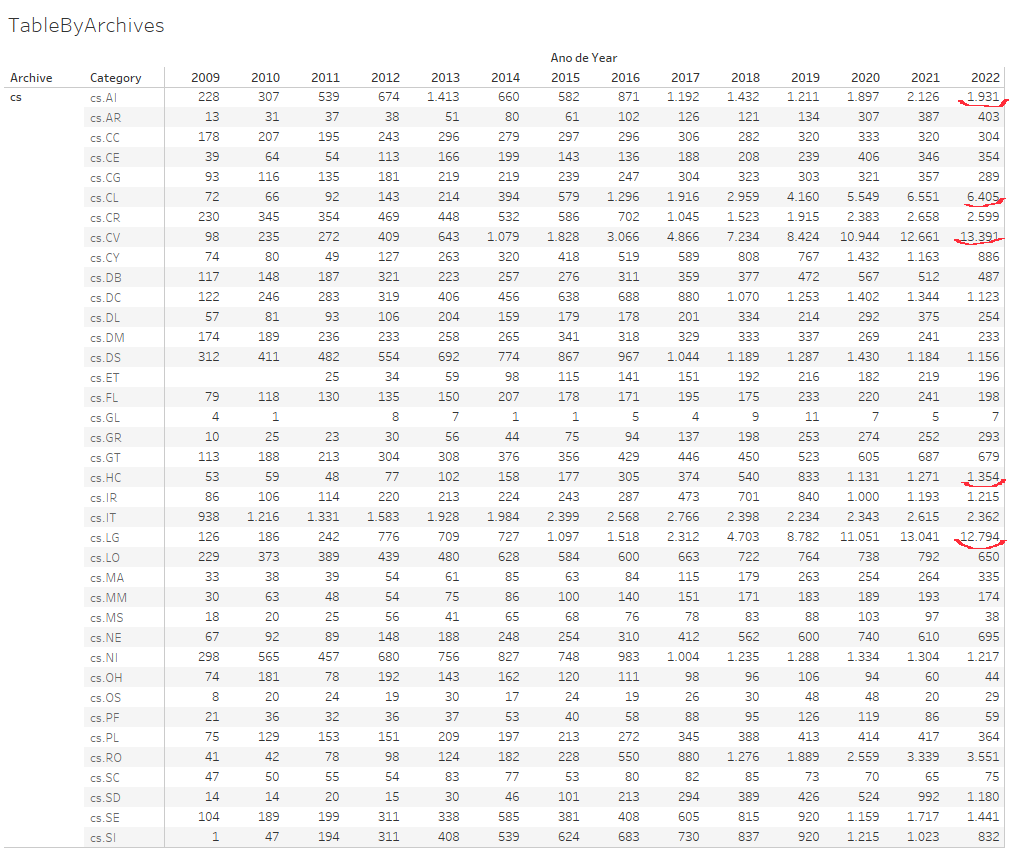 TableByArchives
Ano de Year
Archive Category 2009 2010 2011 2012 2013 2014 2015 2016 2017 2018 2019 2020 2021 2022
cs cs.AI 228 307 539 674 1.413 660 582 871 1.192 1.432 1.211 1.897 2.126 1.931
cs.AR 13 31 37 38 51 80 61 102 126 121 134 307 387 403
cs.CC 178 207 195 243 296 279 297 296 306 282 320 333 320 304
cs.CE 39 64 54 113 166 199 143 136 188 208 239 406 346 354
cs.CG 93 116 135 181 219 219 239 247 304 323 303 321 357 289
cs.CL 72 66 92 143 214 394 579 1.296 1.916 2.959 4.160 5.549 6.551 6.405
cs.CR 230 345 354 469 448 532 586 702 1.045 1.523 1.915 2.383 2.658 2.599
cs.CV 98 235 272 409 643 1.079 1.828 3.066 4.866 7.234 8.424 10.944 12.661 13.391
cs.CY 74 80 49 127 263 320 418 519 589 808 767 1.432 1.163 886
cs.DB 117 148 187 321 223 257 276 311 359 377 472 567 512 487
cs.DC 122 246 283 319 406 456 638 688 880 1.070 1.253 1.402 1.344 1.123
cs.DL 57 81 93 106 204 159 179 178 201 334 214 292 375 254
cs.DM 174 189 236 233 258 265 341 318 329 333 337 269 241 233
cs.DS 312 411 482 554 692 774 867 967 1.044 1.189 1.287 1.430 1.184 1.156
cs.ET 25 34 59 98 115 141 151 192 216 182 219 196
cs.FL 79 118 130 135 150 207 178 171 195 175 233 220 241 198
cs.GL 4 1 8 7 1 1 5 4 9 11 7 5 7
cs.GR 10 25 23 30 56 44 75 94 137 198 253 274 252 293
cs.GT 113 188 213 304 308 376 356 429 446 450 523 605 687 679
cs.HC 53 59 48 77 102 158 177 305 374 540 833 1.131 1.271 1.354
cs.IR 86 106 114 220 213 224 243 287 473 701 840 1.000 1.193 1.215
cs.IT 938 1.216 1.331 1.583 1.928 1.984 2.399 2.568 2.766 2.398 2.234 2.343 2.615 2.362
cs.LG 126 186 242 776 709 727 1.097 1.518 2.312 4.703 8.782 11.051 13.041 12.794
cs.LO 229 373 389 439 480 628 584 600 663 722 764 738 792 650
cs.MA 33 38 39 54 61 85 63 84 115 179 263 254 264 335
cs.MM 30 63 48 54 75 86 100 140 151 171 183 189 193 174
cs.MS 18 20 25 56 41 65 68 76 78 83 88 103 97 38
cs.NE 67 92 89 148 188 248 254 310 412 562 600 740 610 695
cs.NI 298 565 457 680 756 827 748 983 1.004 1.235 1.288 1.334 1.304 1.217
cs.OH 74 181 78 192 143 162 120 111 98 96 106 94 60 44
cs.OS 8 20 24 19 30 17 24 19 26 30 48 48 20 29
cs.PF 21 36 32 36 37 53 40 58 88 95 126 119 86 59
cs.PL 75 129 153 151 209 197 213 272 345 388 413 414 417 364
cs.RO 41 42 78 98 124 182 228 550 880 1.276 1.889 2.559 3.339 3.551
cs.SC 47 50 55 54 83 77 53 80 82 85 73 70 65 75
cs.SD 14 14 20 15 30 46 101 213 294 389 426 524 992 1.180
cs.SE 104 189 199 311 338 585 381 408 605 815 920 1.159 1.717 1.441
cs.SI 1 47 194 311 408 539 624 683 730 837 920 1.215 1.023 832